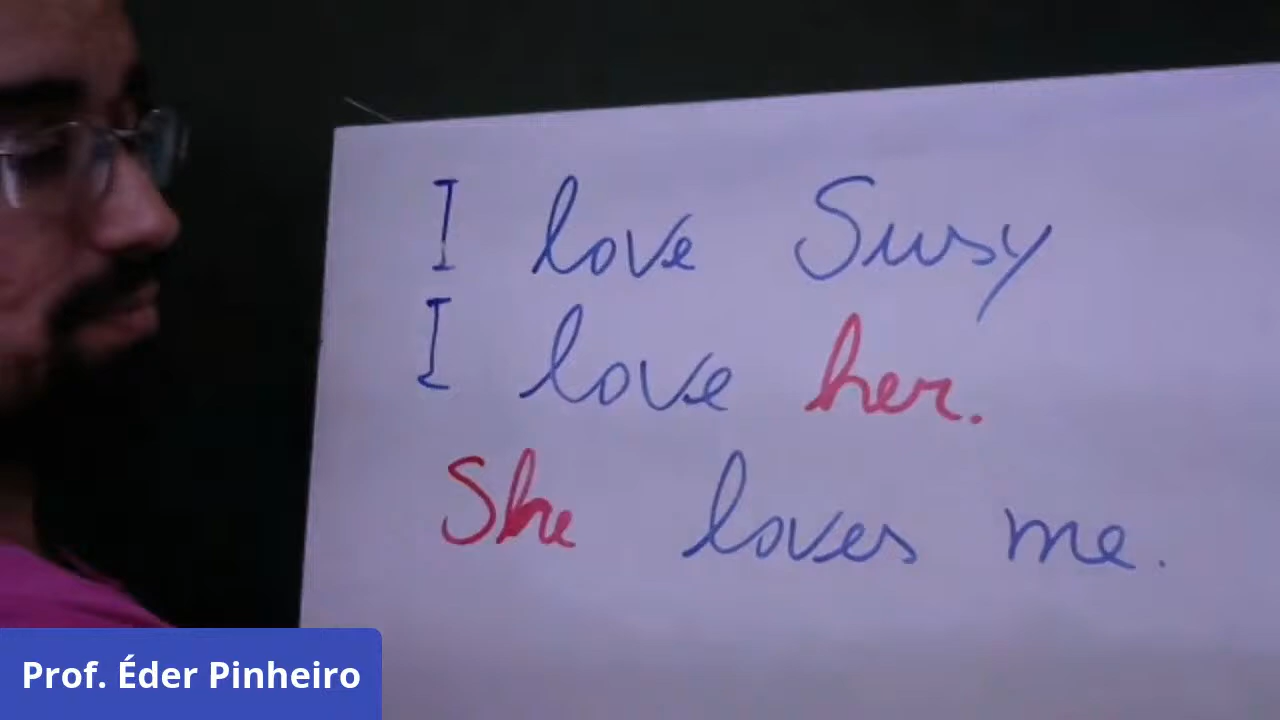 I love Susy
I love her.
She loves me.
Prof. Éder Pinheiro